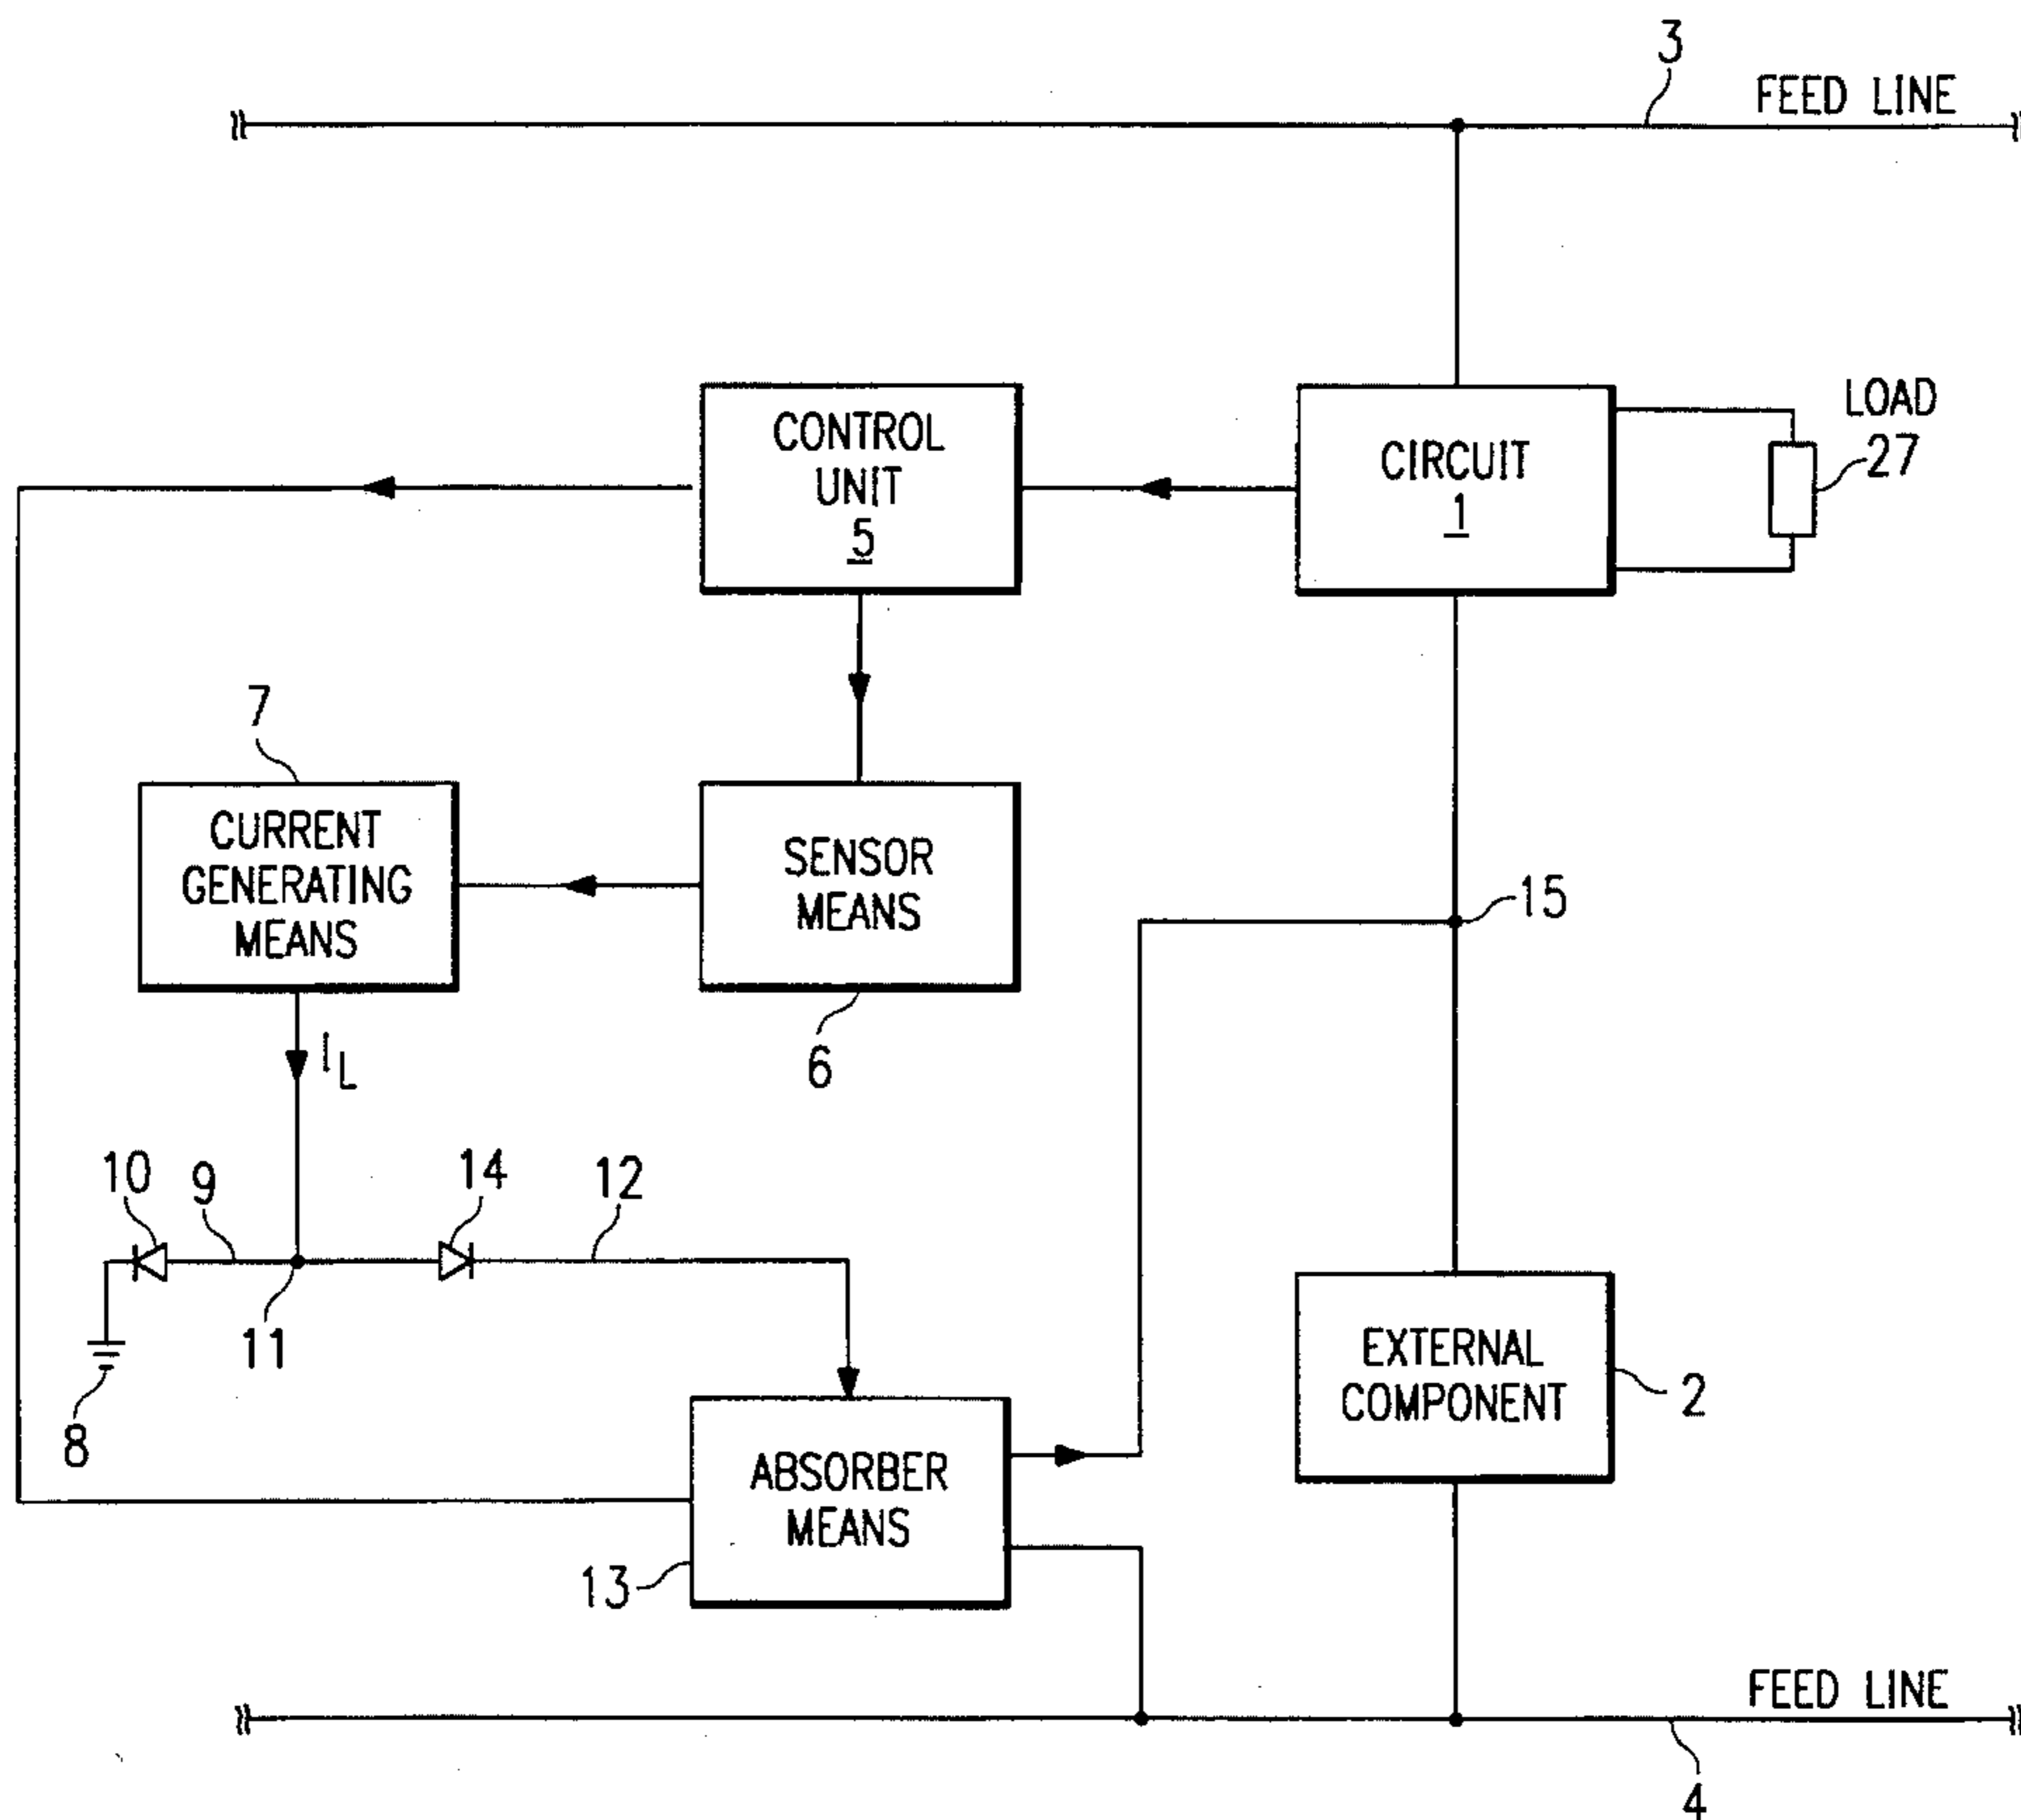 3
FEED LINE
CONTROL
UNIT
5
CIRCUIT
1
LOAD
27
7
CURRENT
GENERATING
MEANS
SENSOR
MEANS
15
6
IL
10
9
14
12
11
8
EXTERNAL
COMPONENT
2
ABSORBER
MEANS
13
FEED LINE
4